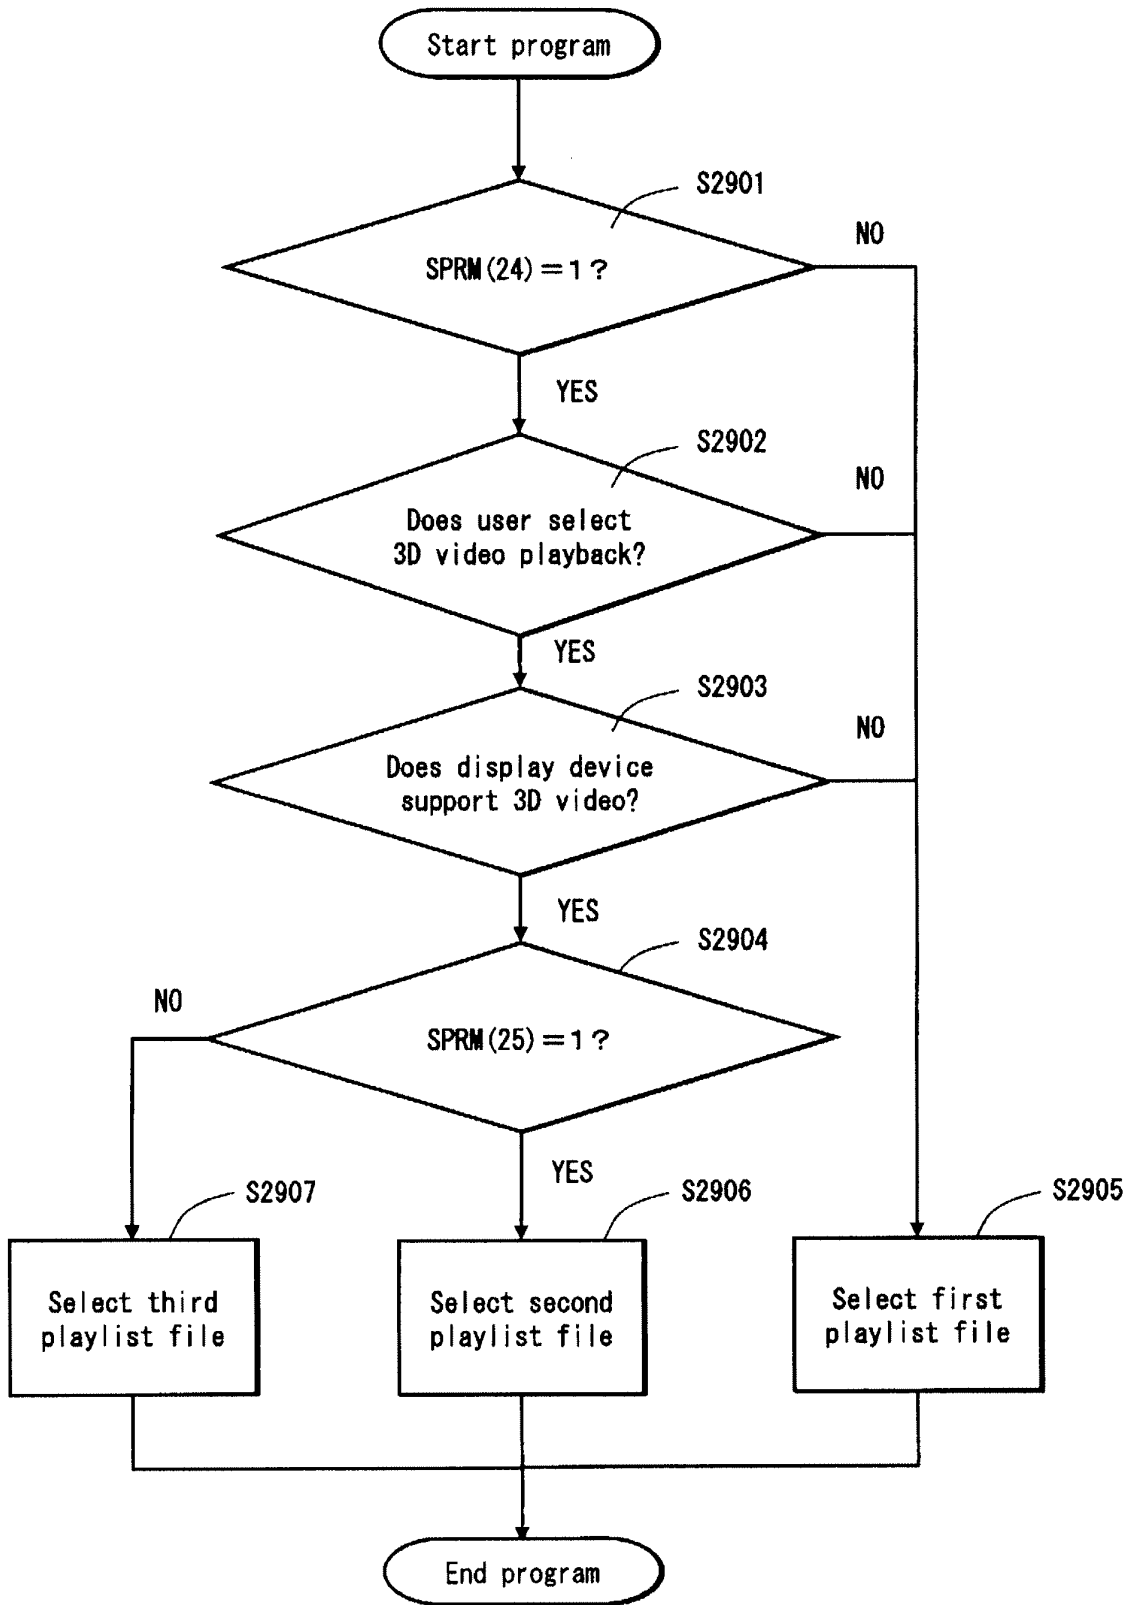 Start program
S2901
NO
SPRM(24)=1?
YES
S2902
NO
Does user select
3D video playback?
YES
S2903
NO
Does display device
support 3D video?
YES
S2904
NO
SPRM(25)=1?
YES
S2907
S2906
S2905
Select third
playlist file
Select second
playlist file
Select first
playlist file
End program